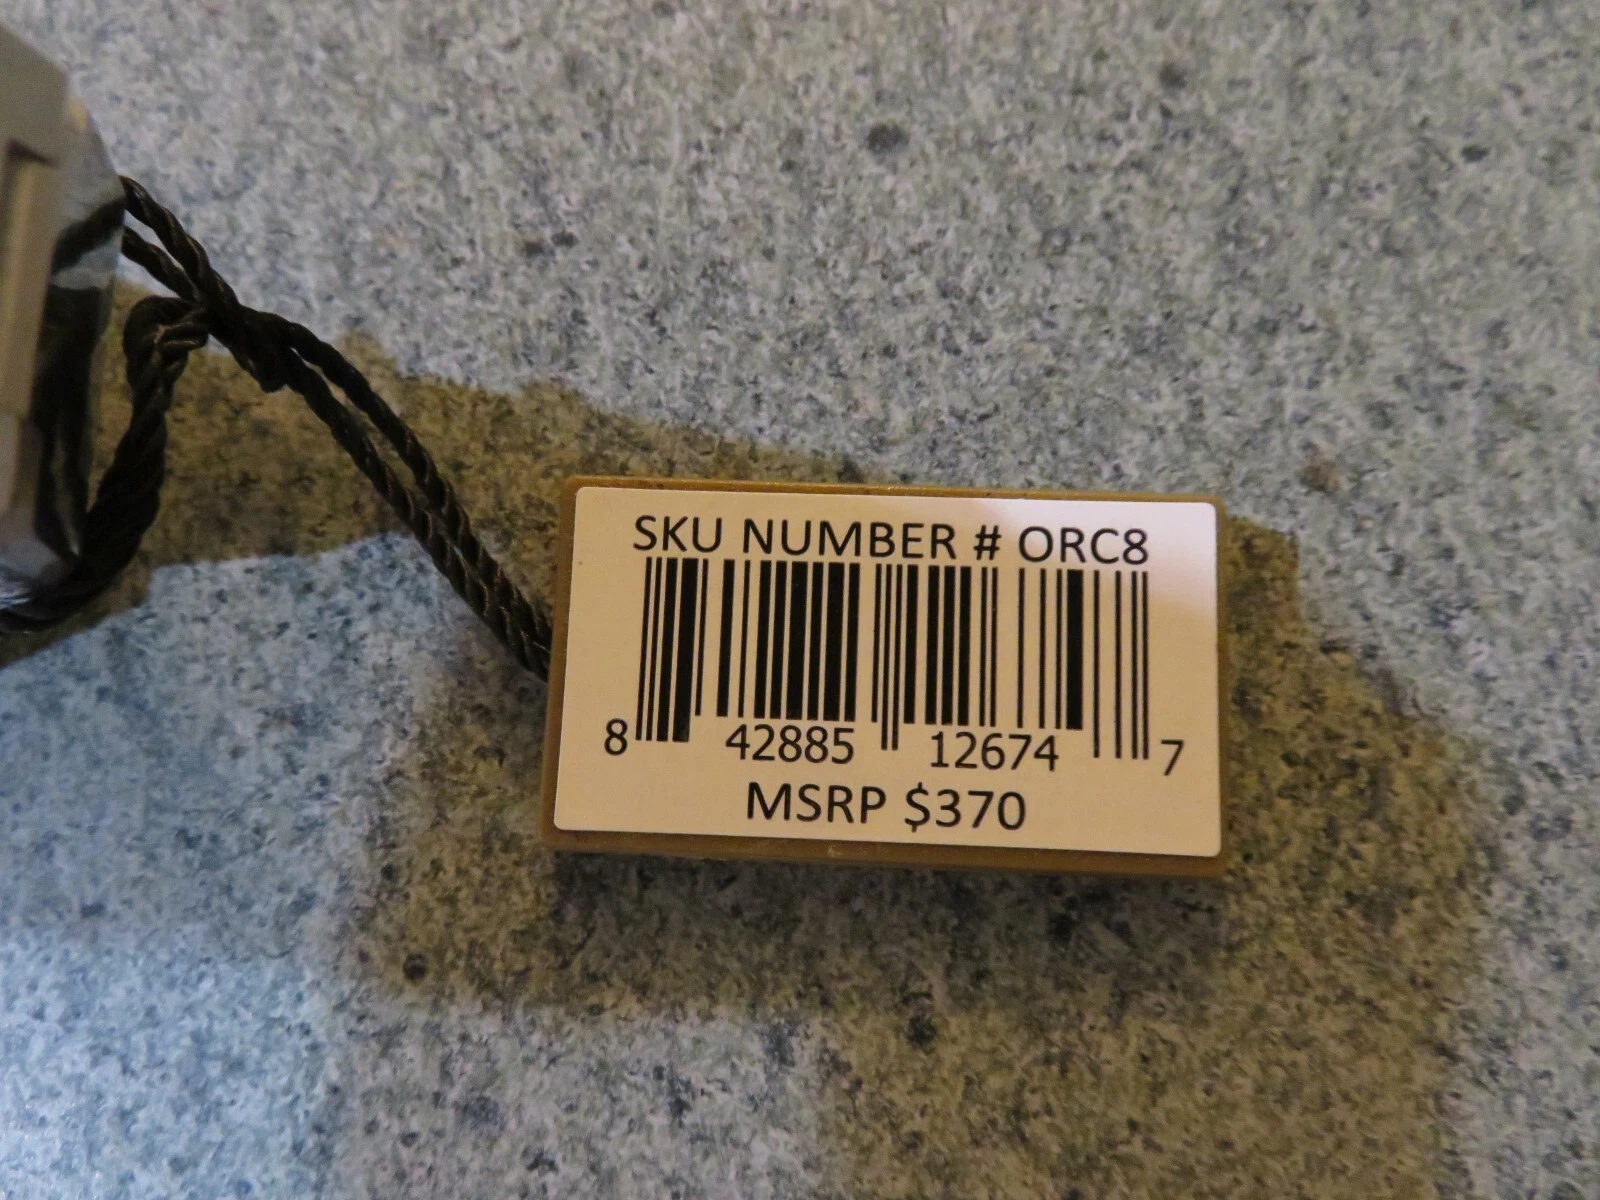 SKU NUMBER # ORC8
8 42885 12674 7
MSRP $370